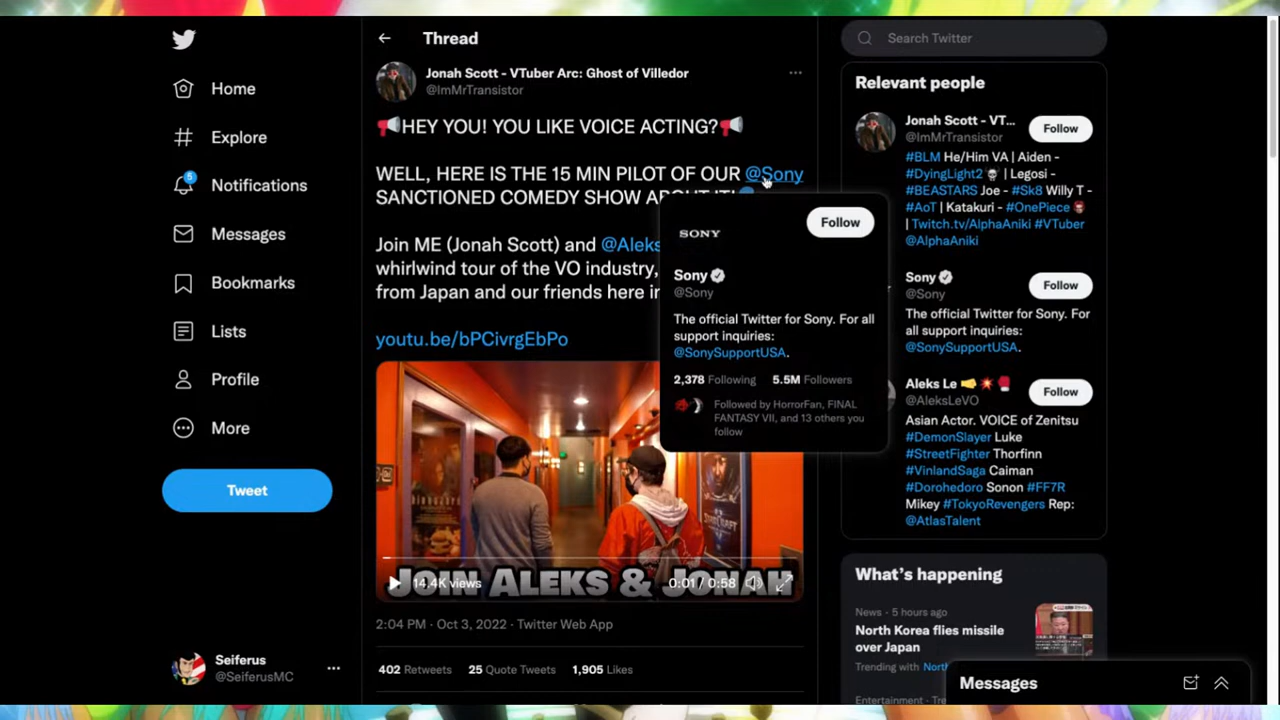 Home
Explore
5
Notifications
Messages
Bookmarks
Lists
Profile
More
Tweet
Seiferus
@SeiferusMC
Thread
Jonah Scott - VTuber Arc: Ghost of Villedor
@ImMrTransistor
HEY YOU! YOU LIKE VOICE ACTING?
WELL, HERE IS THE 15 MIN PILOT OF OUR @Sony
SANCTIONED COMEDY SHOW ABOUT IT!
Join ME (Jonah Scott) and @Aleks
whirlwind tour of the VO industry,
from Japan and our friends here in
youtu.be/bPCivrgEbPo
SONY
Follow
Sony
@Sony
The official Twitter for Sony. For all
support inquiries:
@SonySupportUSA.
2,378 Following 5.5M Followers
Followed by HorrorFan, FINAL
FANTASY VII, and 13 others you
follow
STARCRAFT
JOIN ALEKS & JONAH
14.4K views
0:01 / 0:58
2:04 PM · Oct 3, 2022 · Twitter Web App
402 Retweets 25 Quote Tweets 1,905 Likes
Search Twitter
Relevant people
Jonah Scott - VT...
@ImMrTransistor
Follow
#BLM He/Him VA | Aiden -
#DyingLight2 | Legosi -
#BEASTARS Joe - #Sk8 Willy T -
#AoT | Katakuri - #OnePiece
| Twitch.tv/AlphaAniki #VTuber
@AlphaAniki
Sony
@Sony
Follow
The official Twitter for Sony. For
all support inquiries:
@SonySupportUSA.
Aleks Le
@AleksLeVO
Follow
Asian Actor. VOICE of Zenitsu
#DemonSlayer Luke
#StreetFighter Thorfinn
#VinlandSaga Caiman
#Dorohedoro Sonon #FF7R
Mikey #TokyoRevengers Rep:
@AtlasTalent
What's happening
News · 5 hours ago
North Korea flies missile
over Japan
Trending with North
Entertainment · Tre
Messages